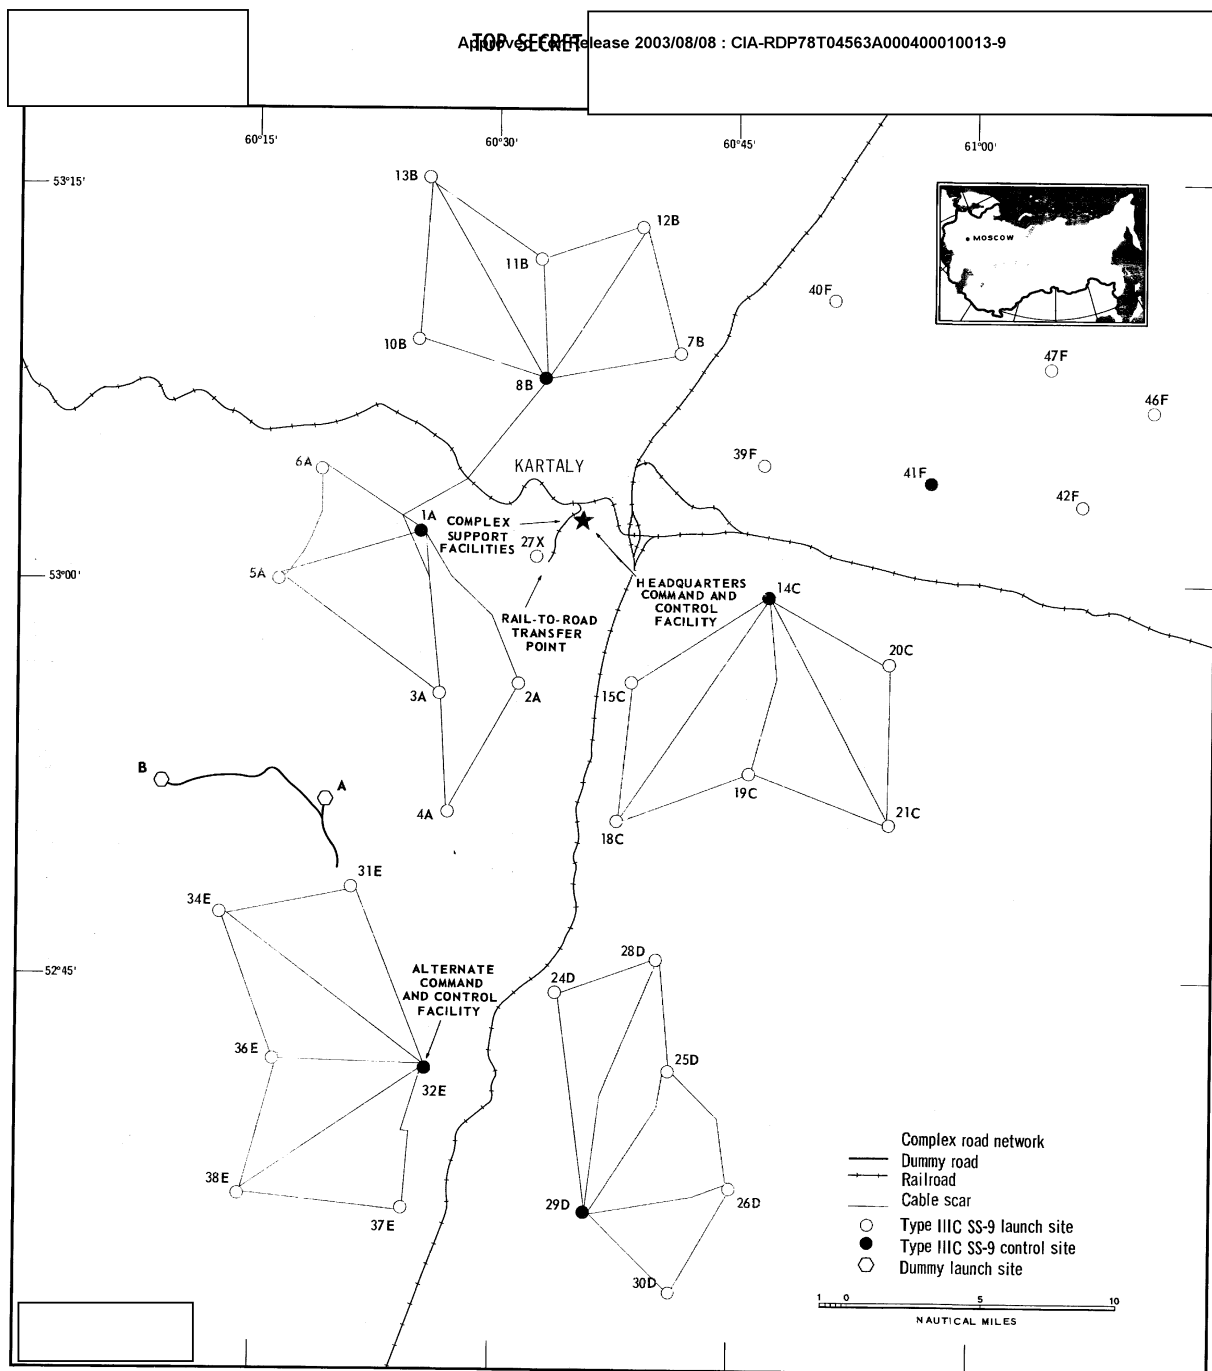 TOP SECRET
Approved For Release 2003/08/08 : CIA-RDP78T04563A000400010013-9
60°15'
60°30'
60°45'
61°00'
53°15'
13B
12B
11B
MOSCOW
40F
10B
7B
8B
47F
46F
6A
KARTALY
39F
41F
42F
1A
COMPLEX
SUPPORT
FACILITIES
27X
5A
53°00'
HEADQUARTERS
COMMAND AND
CONTROL
FACILITY
14C
RAIL-TO-ROAD
TRANSFER
POINT
20C
3A
2A
15C
B
A
19C
4A
18C
21C
31E
34E
28D
52°45'
ALTERNATE
COMMAND
AND CONTROL
FACILITY
24D
36E
25D
32E
38E
37E
29D
26D
30D
Complex road network
Dummy road
Railroad
Cable scar
Type IIIC SS-9 launch site
Type IIIC SS-9 control site
Dummy launch site
1 0 5 10
NAUTICAL MILES